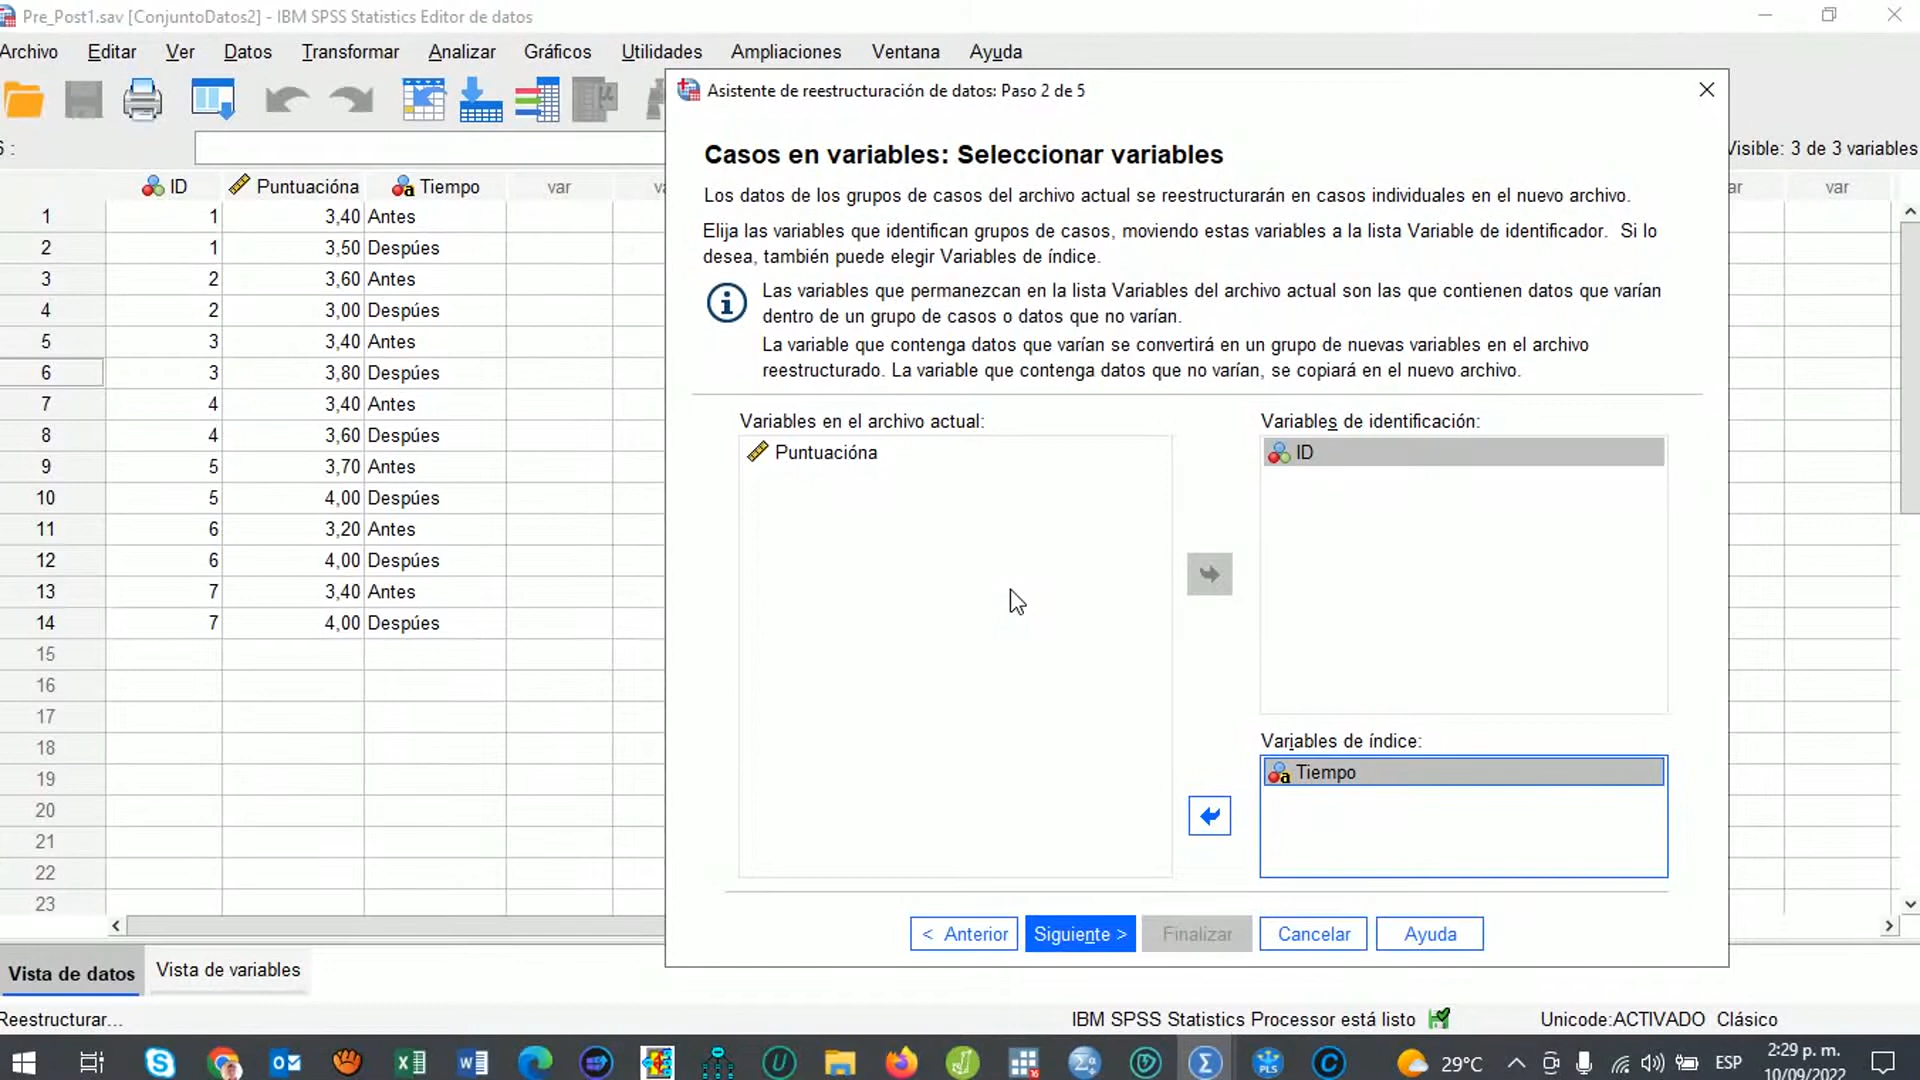 Pre_Post1.sav [ConjuntoDatos2] - IBM SPSS Statistics Editor de datos
Archivo Editar Ver Datos Transformar Analizar Gráficos Utilidades Ampliaciones Ventana Ayuda
Visible: 3 de 3 variables
ID Puntuacióna Tiempo var var
1 1 3,40 Antes
2 1 3,50 Despúes
3 2 3,60 Antes
4 2 3,00 Despúes
5 3 3,40 Antes
6 3 3,80 Despúes
7 4 3,40 Antes
8 4 3,60 Despúes
9 5 3,70 Antes
10 5 4,00 Despúes
11 6 3,20 Antes
12 6 4,00 Despúes
13 7 3,40 Antes
14 7 4,00 Despúes
15
16
17
18
19
20
21
22
23
Asistente de reestructuración de datos: Paso 2 de 5
Casos en variables: Seleccionar variables
Los datos de los grupos de casos del archivo actual se reestructurarán en casos individuales en el nuevo archivo.
Elija las variables que identifican grupos de casos, moviendo estas variables a la lista Variable de identificador. Si lo
desea, también puede elegir Variables de índice.
Las variables que permanezcan en la lista Variables del archivo actual son las que contienen datos que varían
dentro de un grupo de casos o datos que no varían.
La variable que contenga datos que varían se convertirá en un grupo de nuevas variables en el archivo
reestructurado. La variable que contenga datos que no varían, se copiará en el nuevo archivo.
Variables en el archivo actual:
Puntuacióna
Variables de identificación:
ID
Variables de índice:
Tiempo
< Anterior Siguiente > Finalizar Cancelar Ayuda
Vista de datos Vista de variables
Reestructurar... IBM SPSS Statistics Processor está listo Unicode:ACTIVADO Clásico
29°C ESP 2:29 p. m.
10/09/2022